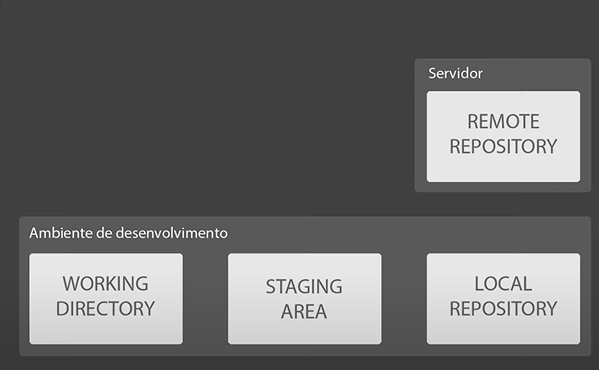 Servidor
REMOTE
REPOSITORY
Ambiente de desenvolvimento
WORKING
DIRECTORY
STAGING
AREA
LOCAL
REPOSITORY